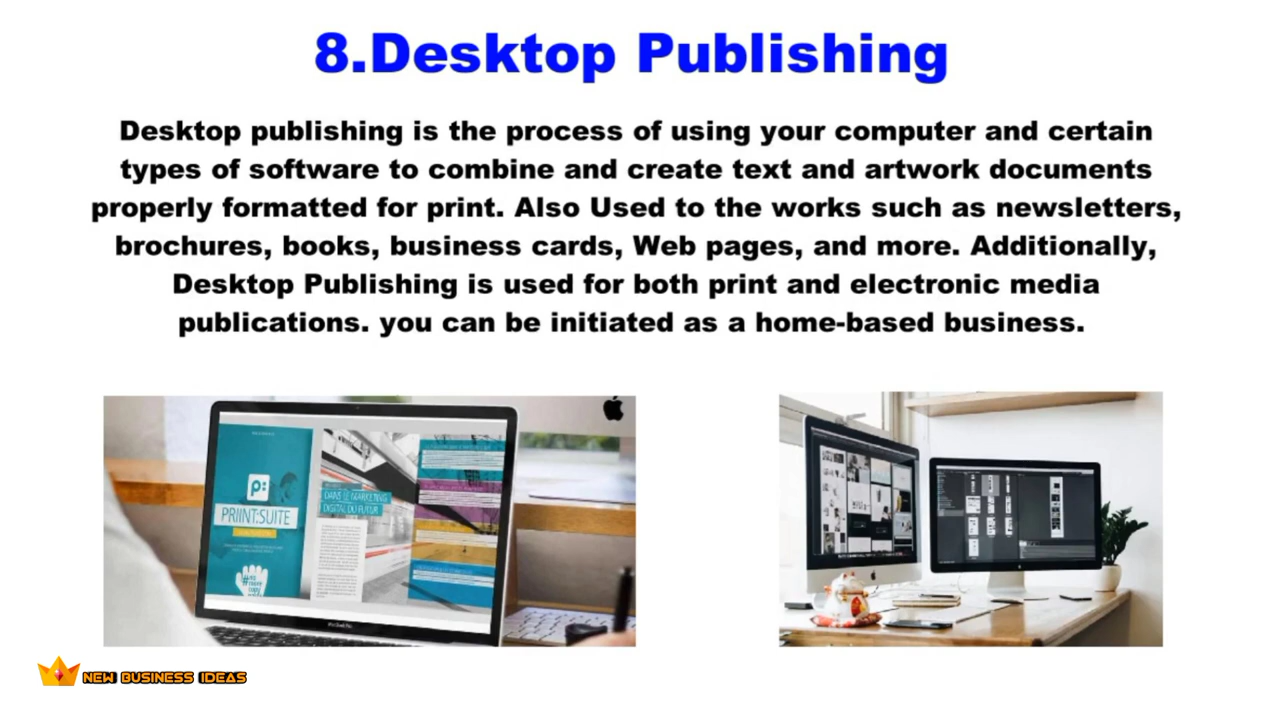 8.Desktop Publishing
Desktop publishing is the process of using your computer and certain
types of software to combine and create text and artwork documents
properly formatted for print. Also Used to the works such as newsletters,
brochures, books, business cards, Web pages, and more. Additionally,
Desktop Publishing is used for both print and electronic media
publications. you can be initiated as a home-based business.
p:
PRIINT:SUITE
DANS LE MARKETING
DIGITAL DU FUTUR
NEW BUSINESS IDEAS